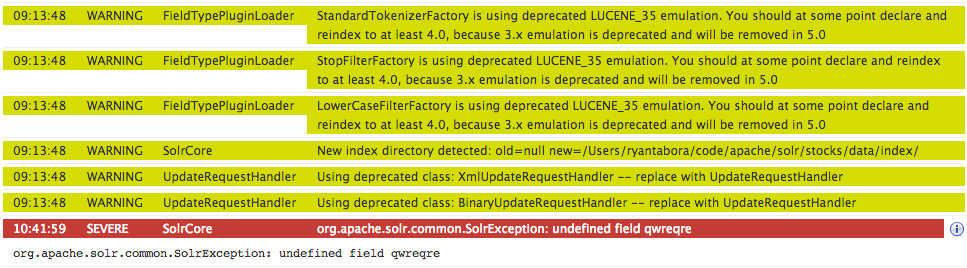 09:13:48 WARNING FieldTypePluginLoader StandardTokenizerFactory is using deprecated LUCENE_35 emulation. You should at some point declare and
reindex to at least 4.0, because 3.x emulation is deprecated and will be removed in 5.0
09:13:48 WARNING FieldTypePluginLoader StopFilterFactory is using deprecated LUCENE_35 emulation. You should at some point declare and reindex
to at least 4.0, because 3.x emulation is deprecated and will be removed in 5.0
09:13:48 WARNING FieldTypePluginLoader LowerCaseFilterFactory is using deprecated LUCENE_35 emulation. You should at some point declare and
reindex to at least 4.0, because 3.x emulation is deprecated and will be removed in 5.0
09:13:48 WARNING SolrCore New index directory detected: old=null new=/Users/ryantabora/code/apache/solr/stocks/data/index/
09:13:48 WARNING UpdateRequestHandler Using deprecated class: XmlUpdateRequestHandler -- replace with UpdateRequestHandler
09:13:48 WARNING UpdateRequestHandler Using deprecated class: BinaryUpdateRequestHandler -- replace with UpdateRequestHandler
10:41:59 SEVERE SolrCore org.apache.solr.common.SolrException: undefined field qwreqre
org.apache.solr.common.SolrException: undefined field qwreqre